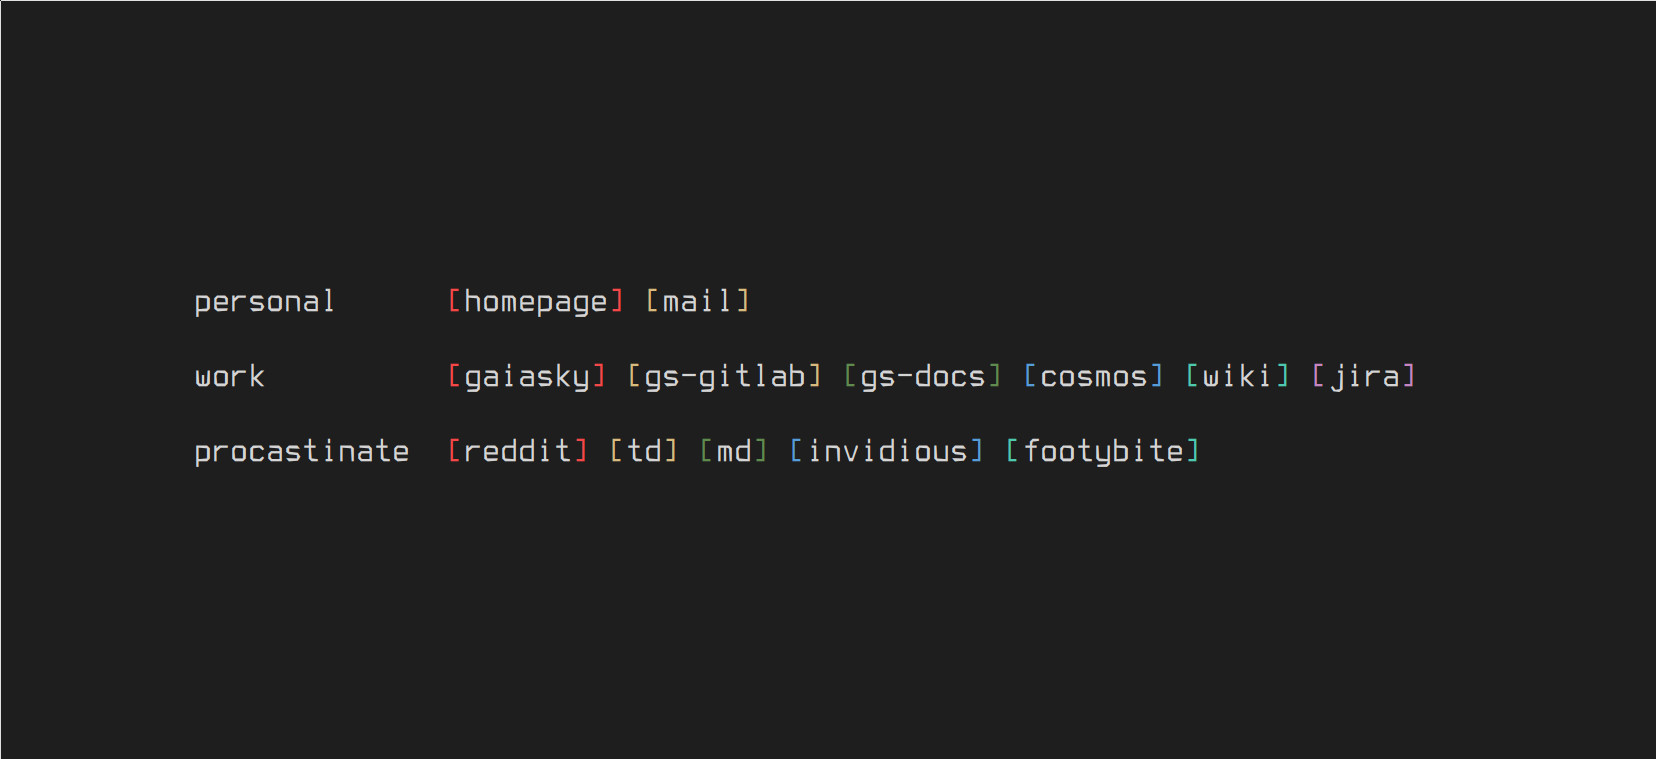 personal [homepage] [mail]
work [gaiasky] [gs-gitlab] [gs-docs] [cosmos] [wiki] [jira]
procastinate [reddit] [td] [md] [invidious] [footybite]